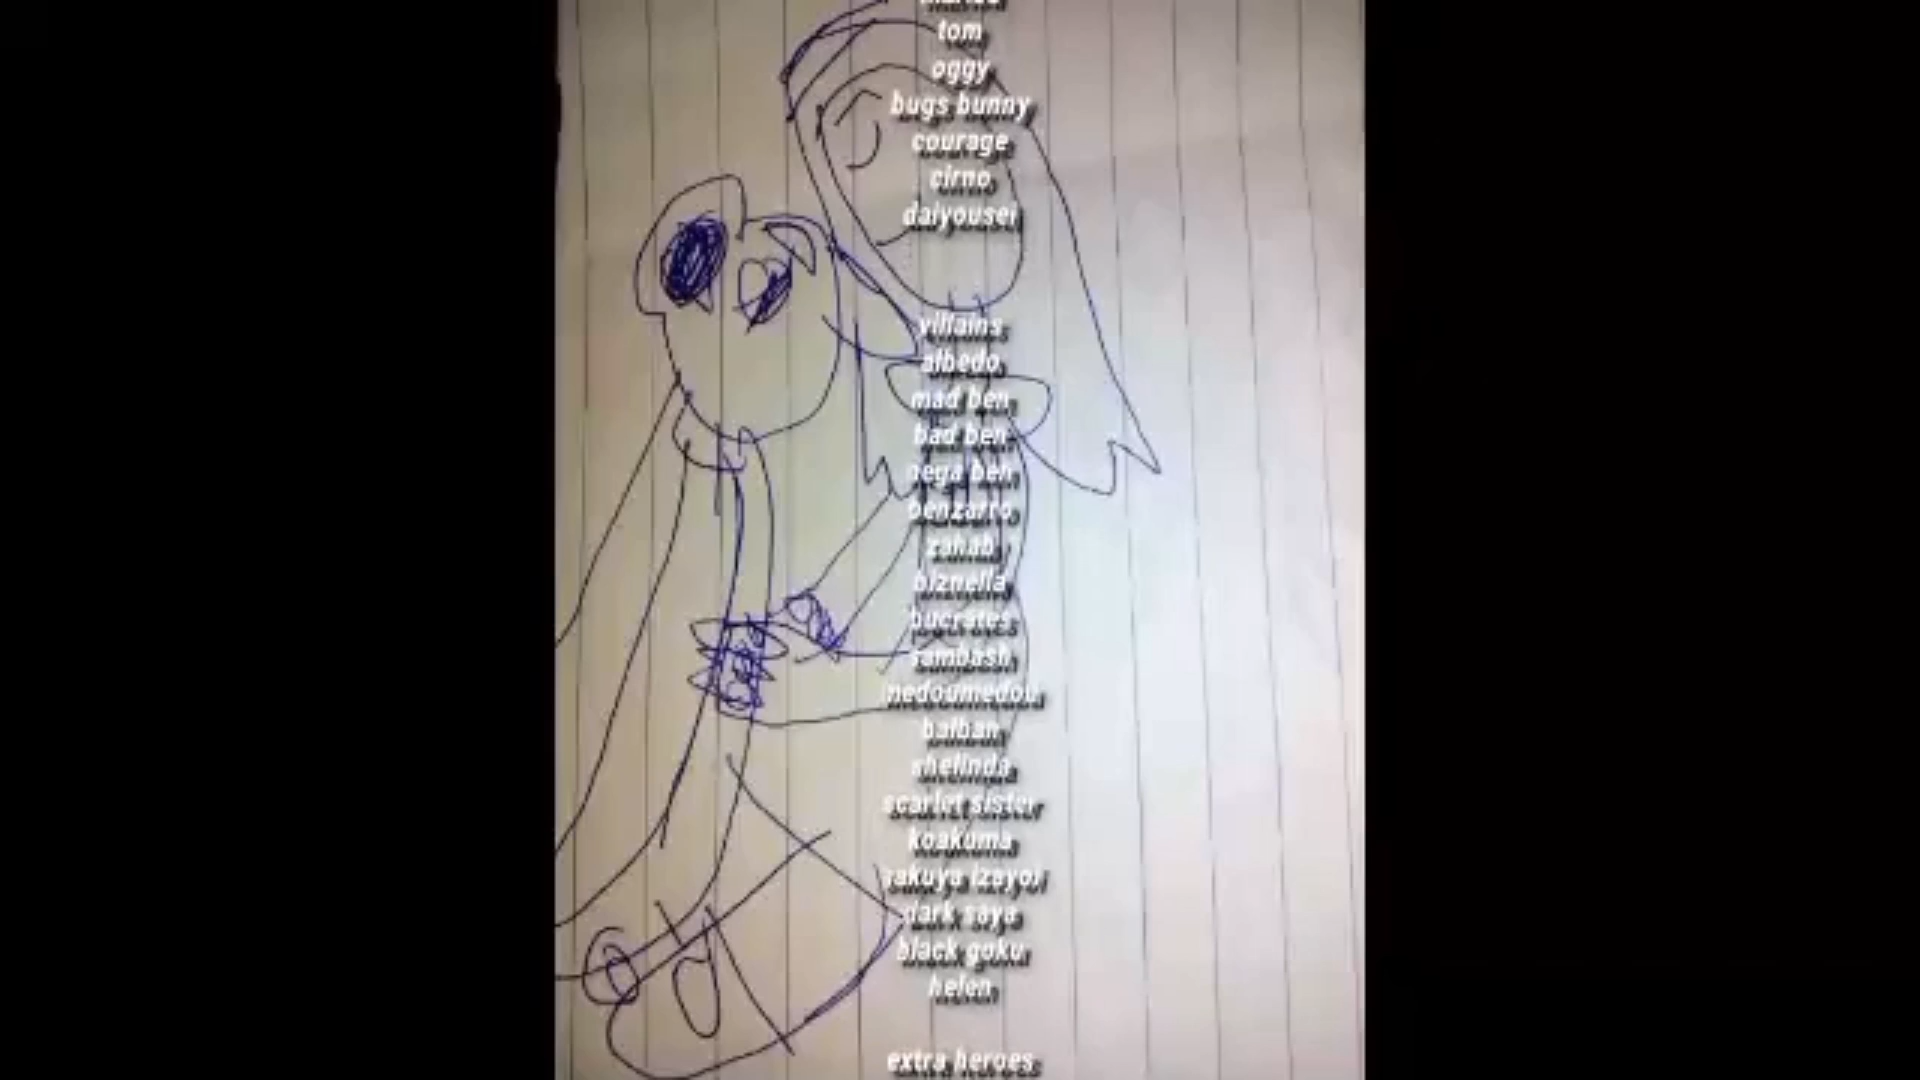 tom
oggy
bugs bunny
courage
cirno
daiyousei
villains
albedo
mad ben
bad ben
nega ben
benzarro
zahab
biznella
bucrates
sambash
medoumedou
balban
shelinda
scarlet sister
koakuma
sakuya izayoi
dark saya
black goku
helen
extra heroes